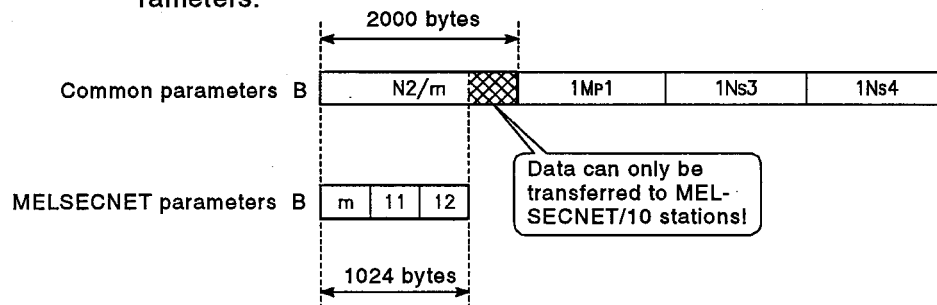 rameters.
2000 bytes
Common parameters B N2/m 1MP1 1Ns3 1Ns4
Data can only be
transferred to MEL-
SECNET/10 stations!
MELSECNET parameters B m 11 12
1024 bytes